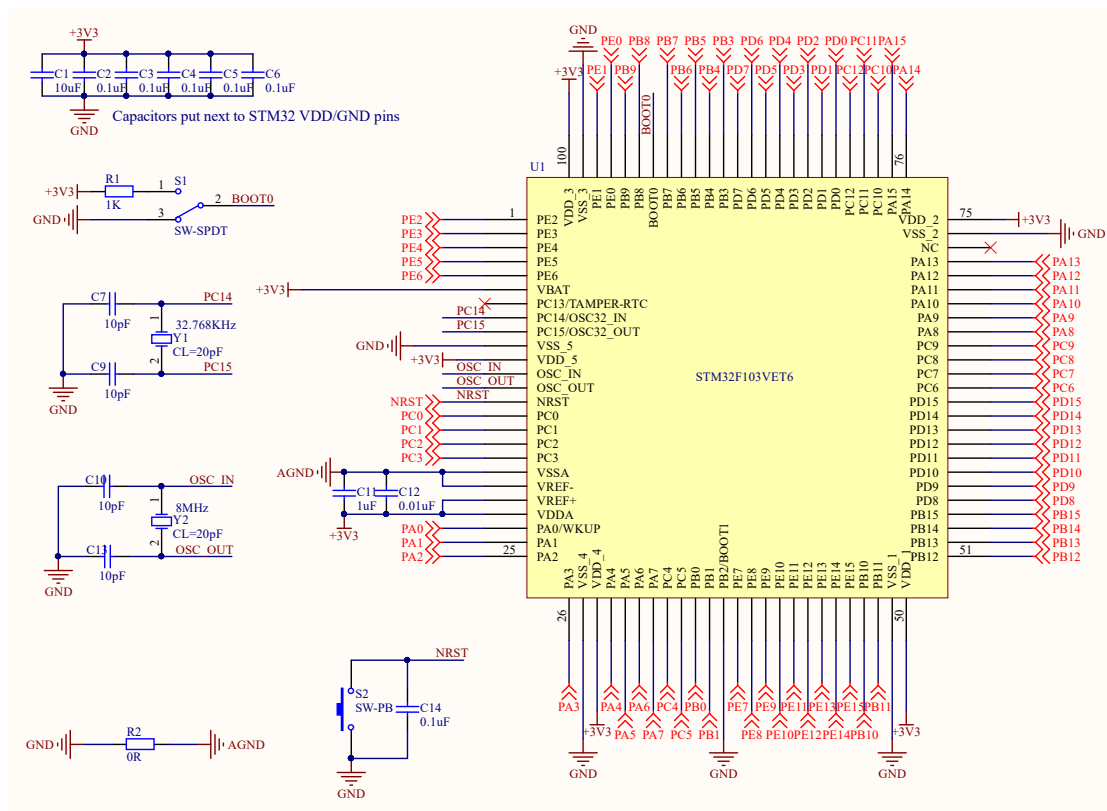 +3V3
C1 C2 C3 C4 C5 C6
10uF 0.1uF 0.1uF 0.1uF 0.1uF 0.1uF
GND
Capacitors put next to STM32 VDD/GND pins
+3V3 R1 1K 1 S1
GND 3 2 BOOT0
SW-SPDT
C7 10pF PC14
1 32.768KHz
Y1
2 CL=20pF
C9 10pF PC15
GND
C10 10pF OSC_IN
1 8MHz
Y2
2 CL=20pF
C13 10pF OSC_OUT
GND
GND R2 0R AGND
NRST
S2
SW-PB
C14
0.1uF
GND
GND
+3V3
PE0 PB8 PB7 PB5 PB3 PD6 PD4 PD2 PD0 PC11 PA15
PE1 PB9 PB6 PB4 PD7 PD5 PD3 PD1 PC12 PC10 PA14
BOOT0
100 76
U1
VDD_3 VSS_3 PE1 PE0 PB9 PB8 BOOT0 PB7 PB6 PB5 PB4 PB3 PD7 PD6 PD5 PD4 PD3 PD2 PD1 PD0 PC12 PC11 PC10 PA15 PA14
PE2 1 PE2
PE3 PE3
PE4 PE4
PE5 PE5
PE6 PE6
+3V3 VBAT
PC13/TAMPER-RTC
PC14 PC14/OSC32_IN
PC15 PC15/OSC32_OUT
GND VSS_5
+3V3 VDD_5
OSC_IN OSC_IN
OSC_OUT OSC_OUT
NRST NRST NRST
PC0 PC0
PC1 PC1
PC2 PC2
PC3 PC3
AGND VSSA
C11 C12 VREF-
1uF 0.01uF VREF+
+3V3 VDDA
PA0 PA0/WKUP
PA1 PA1
PA2 25 PA2
STM32F103VET6
VDD_2 75 +3V3
VSS_2 GND
NC
PA13 PA13
PA12 PA12
PA11 PA11
PA10 PA10
PA9 PA9
PA8 PA8
PC9 PC9
PC8 PC8
PC7 PC7
PC6 PC6
PD15 PD15
PD14 PD14
PD13 PD13
PD12 PD12
PD11 PD11
PD10 PD10
PD9 PD9
PD8 PD8
PB15 PB15
PB14 PB14
PB13 PB13
PB12 51 PB12
PA3 VSS_4 VDD_4 PA4 PA5 PA6 PA7 PC4 PC5 PB0 PB1 PB2/BOOT1 PE7 PE8 PE9 PE10 PE11 PE12 PE13 PE14 PE15 PB10 PB11 VSS_1 VDD_1
26 50
PA3 PA4 PA6 PC4 PB0 PE7 PE9 PE11 PE13 PE15 PB11
+3V3 PA5 PA7 PC5 PB1 PE8 PE10 PE12 PE14 PB10 +3V3
GND GND GND